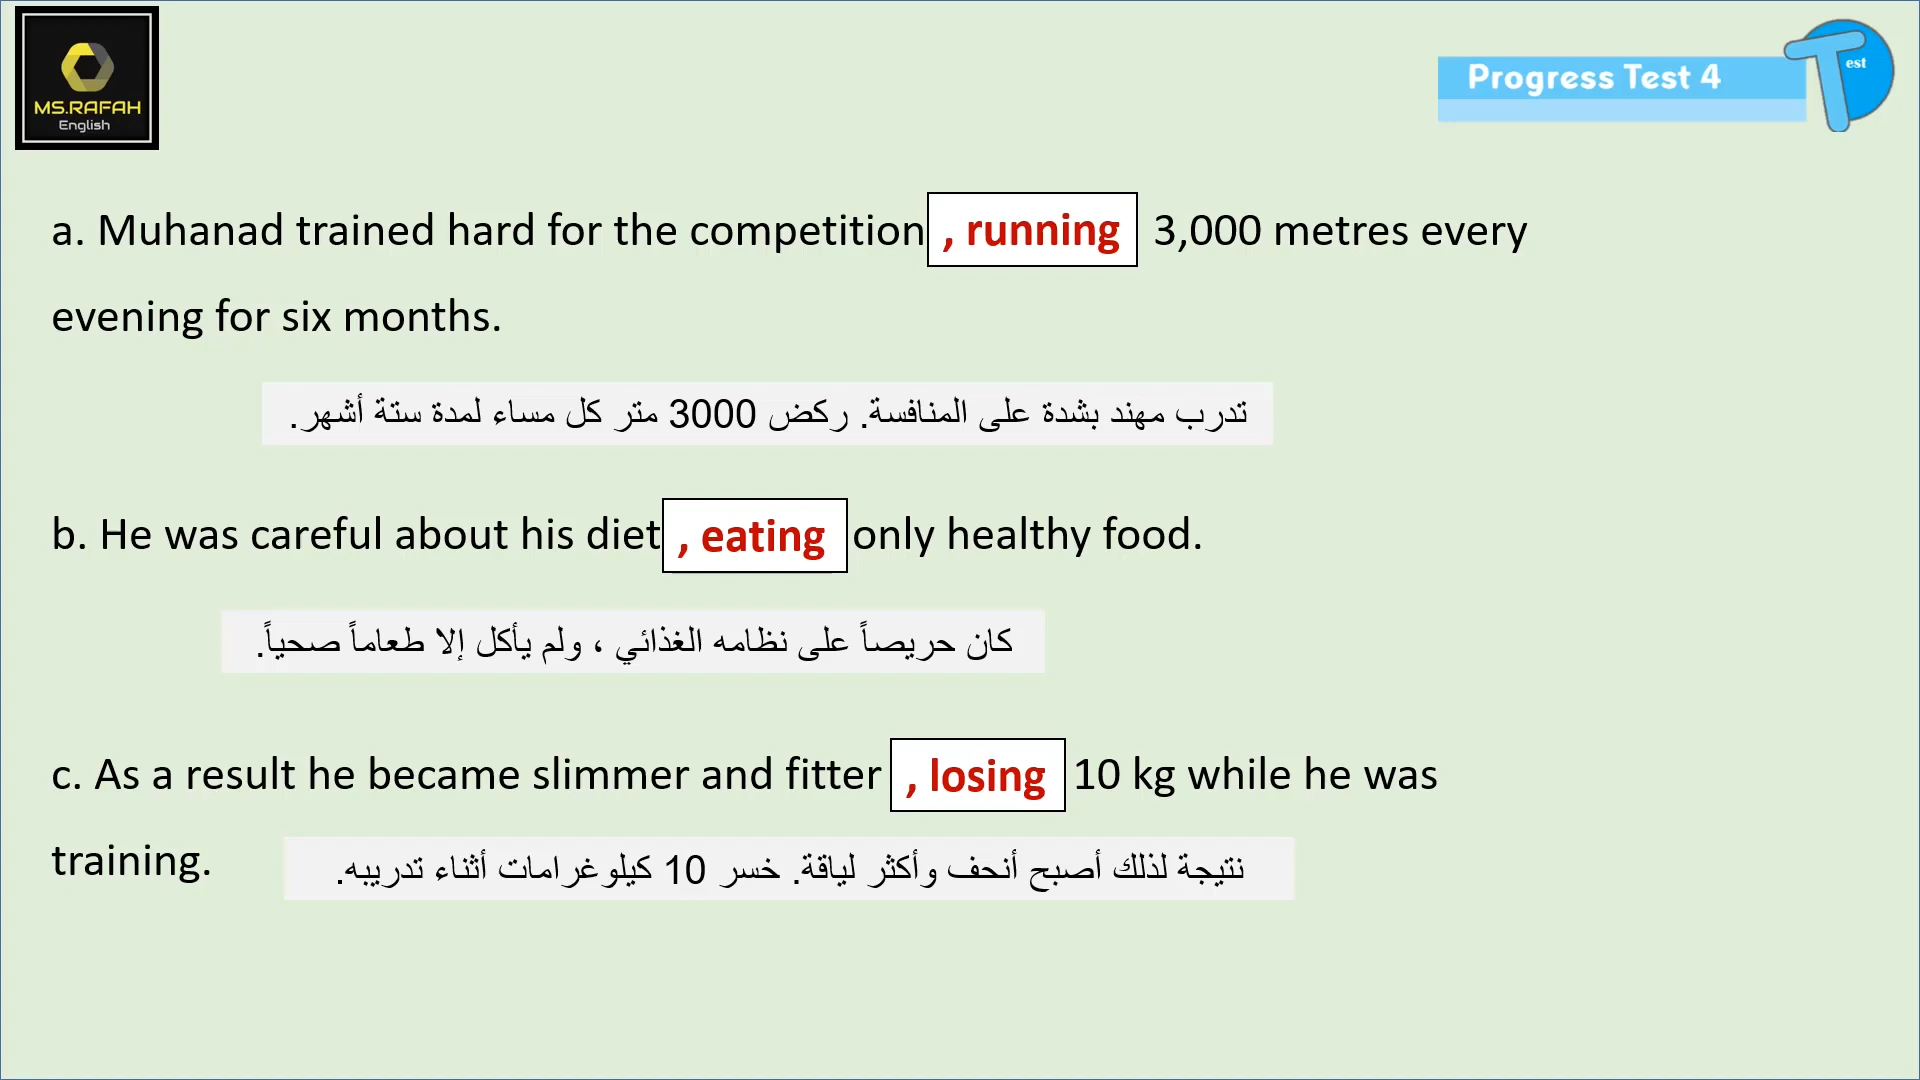 MS.RAFAH
English
Progress Test 4
Test
a. Muhanad trained hard for the competition , running 3,000 metres every
evening for six months.
تدرب مهند بشدة على المنافسة. ركض 3000 متر كل مساء لمدة ستة أشهر.
b. He was careful about his diet , eating only healthy food.
كان حريصاً على نظامه الغذائي ، ولم يأكل إلا طعاماً صحياً.
c. As a result he became slimmer and fitter , losing 10 kg while he was
training.
نتيجة لذلك أصبح أنحف وأكثر لياقة. خسر 10 كيلوغرامات أثناء تدريبه.